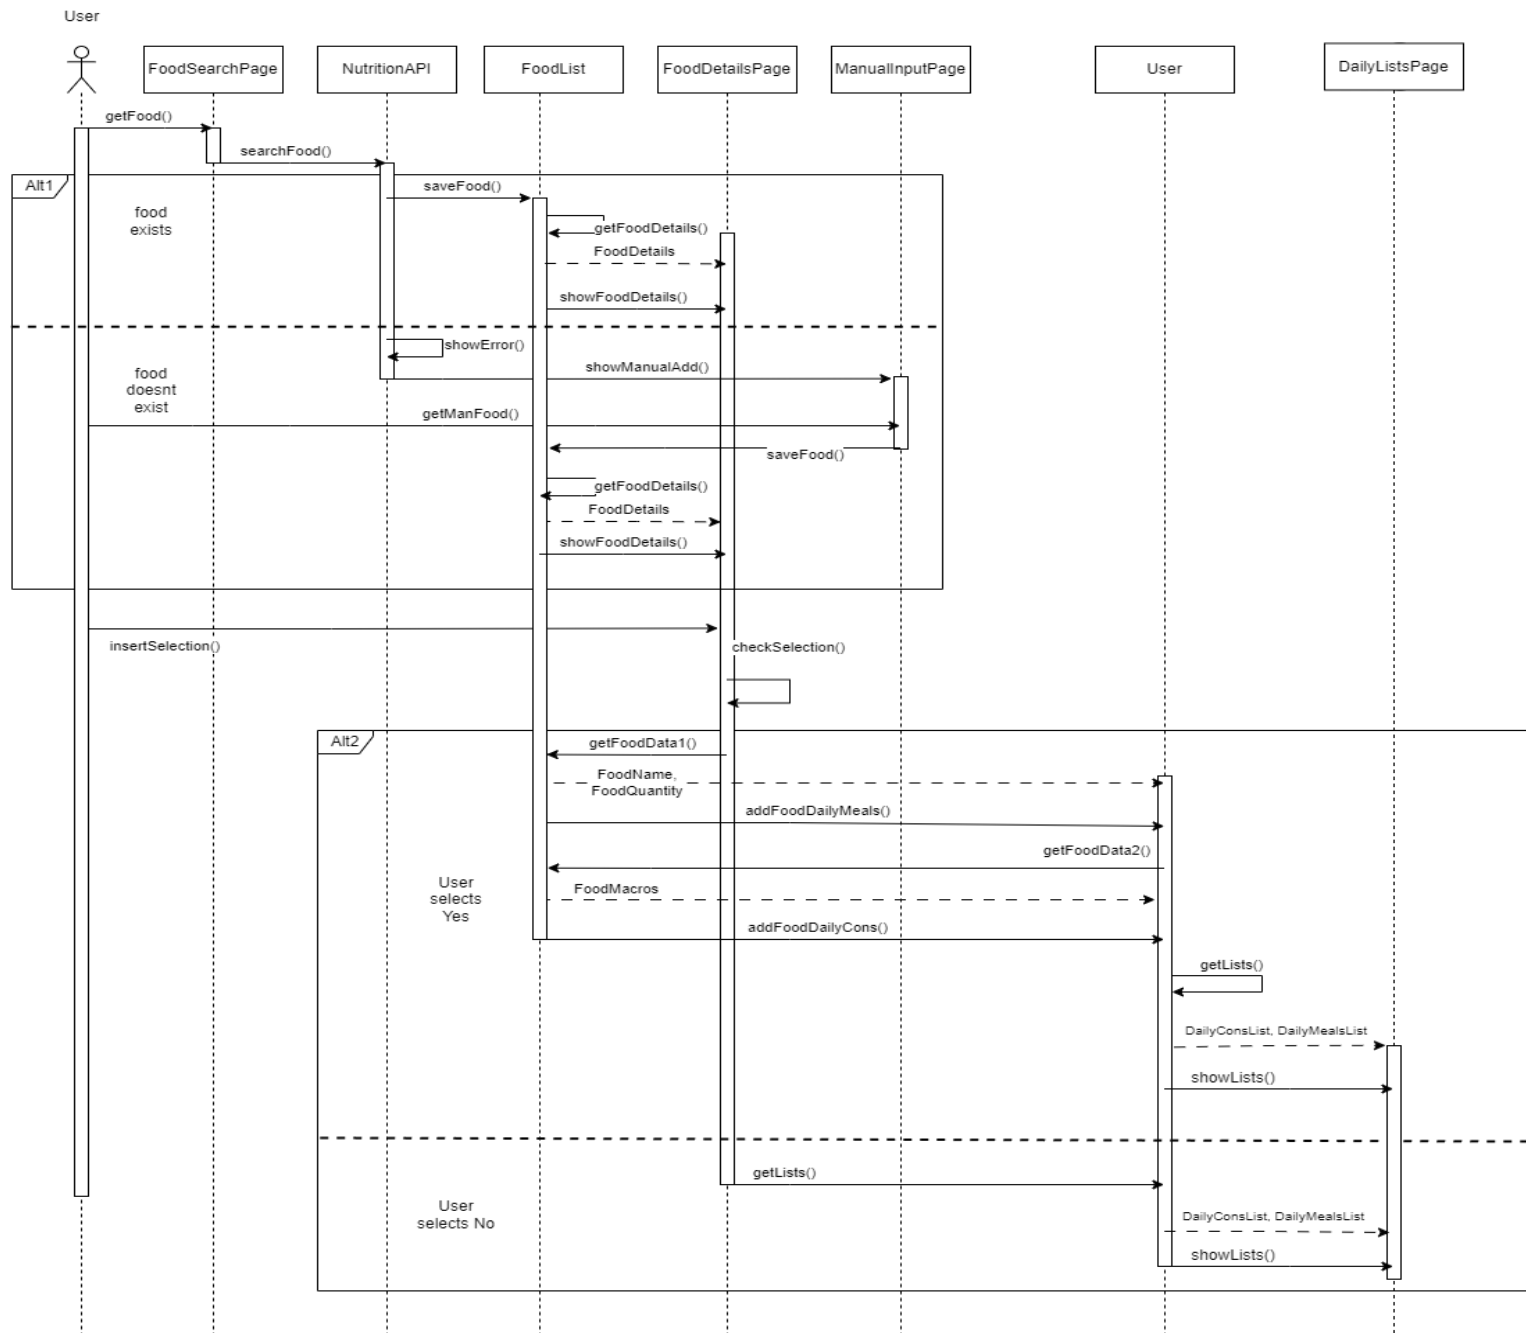 User
FoodSearchPage
NutritionAPI
FoodList
FoodDetailsPage
ManualInputPage
User
DailyListsPage
getFood()
searchFood()
Alt1
saveFood()
food
exists
getFoodDetails()
FoodDetails
showFoodDetails()
showError()
food
doesnt
exist
showManualAdd()
getManFood()
saveFood()
getFoodDetails()
FoodDetails
showFoodDetails()
insertSelection()
checkSelection()
Alt2
getFoodData1()
FoodName,
FoodQuantity
addFoodDailyMeals()
getFoodData2()
User
selects
Yes
FoodMacros
addFoodDailyCons()
getLists()
DailyConsList, DailyMealsList
showLists()
getLists()
User
selects No
DailyConsList, DailyMealsList
showLists()